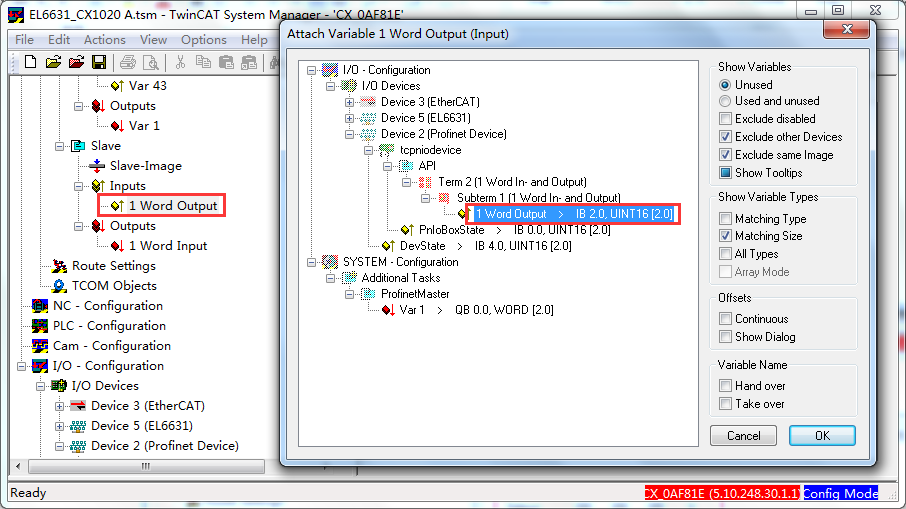 EL6631_CX1020 A.tsm - TwinCAT System Manager - 'CX_0AF81E'
File Edit Actions View Options Help
Var 43
Outputs
Var 1
Slave
Slave-Image
Inputs
1 Word Output
Outputs
1 Word Input
Route Settings
TCOM Objects
NC - Configuration
PLC - Configuration
Cam - Configuration
I/O - Configuration
I/O Devices
Device 3 (EtherCAT)
Device 5 (EL6631)
Device 2 (Profinet Device)
Ready
CX_0AF81E (5.10.248.30.1.1)
Config Mode
Attach Variable 1 Word Output (Input)
I/O - Configuration
I/O Devices
Device 3 (EtherCAT)
Device 5 (EL6631)
Device 2 (Profinet Device)
tcpniodevice
API
Term 2 (1 Word In- and Output)
Subterm 1 (1 Word In- and Output)
1 Word Output > IB 2.0, UINT16 [2.0]
PnIoBoxState > IB 0.0, UINT16 [2.0]
DevState > IB 4.0, UINT16 [2.0]
SYSTEM - Configuration
Additional Tasks
ProfinetMaster
Var 1 > QB 0.0, WORD [2.0]
Show Variables
Unused
Used and unused
Exclude disabled
Exclude other Devices
Exclude same Image
Show Tooltips
Show Variable Types
Matching Type
Matching Size
All Types
Array Mode
Offsets
Continuous
Show Dialog
Variable Name
Hand over
Take over
Cancel OK